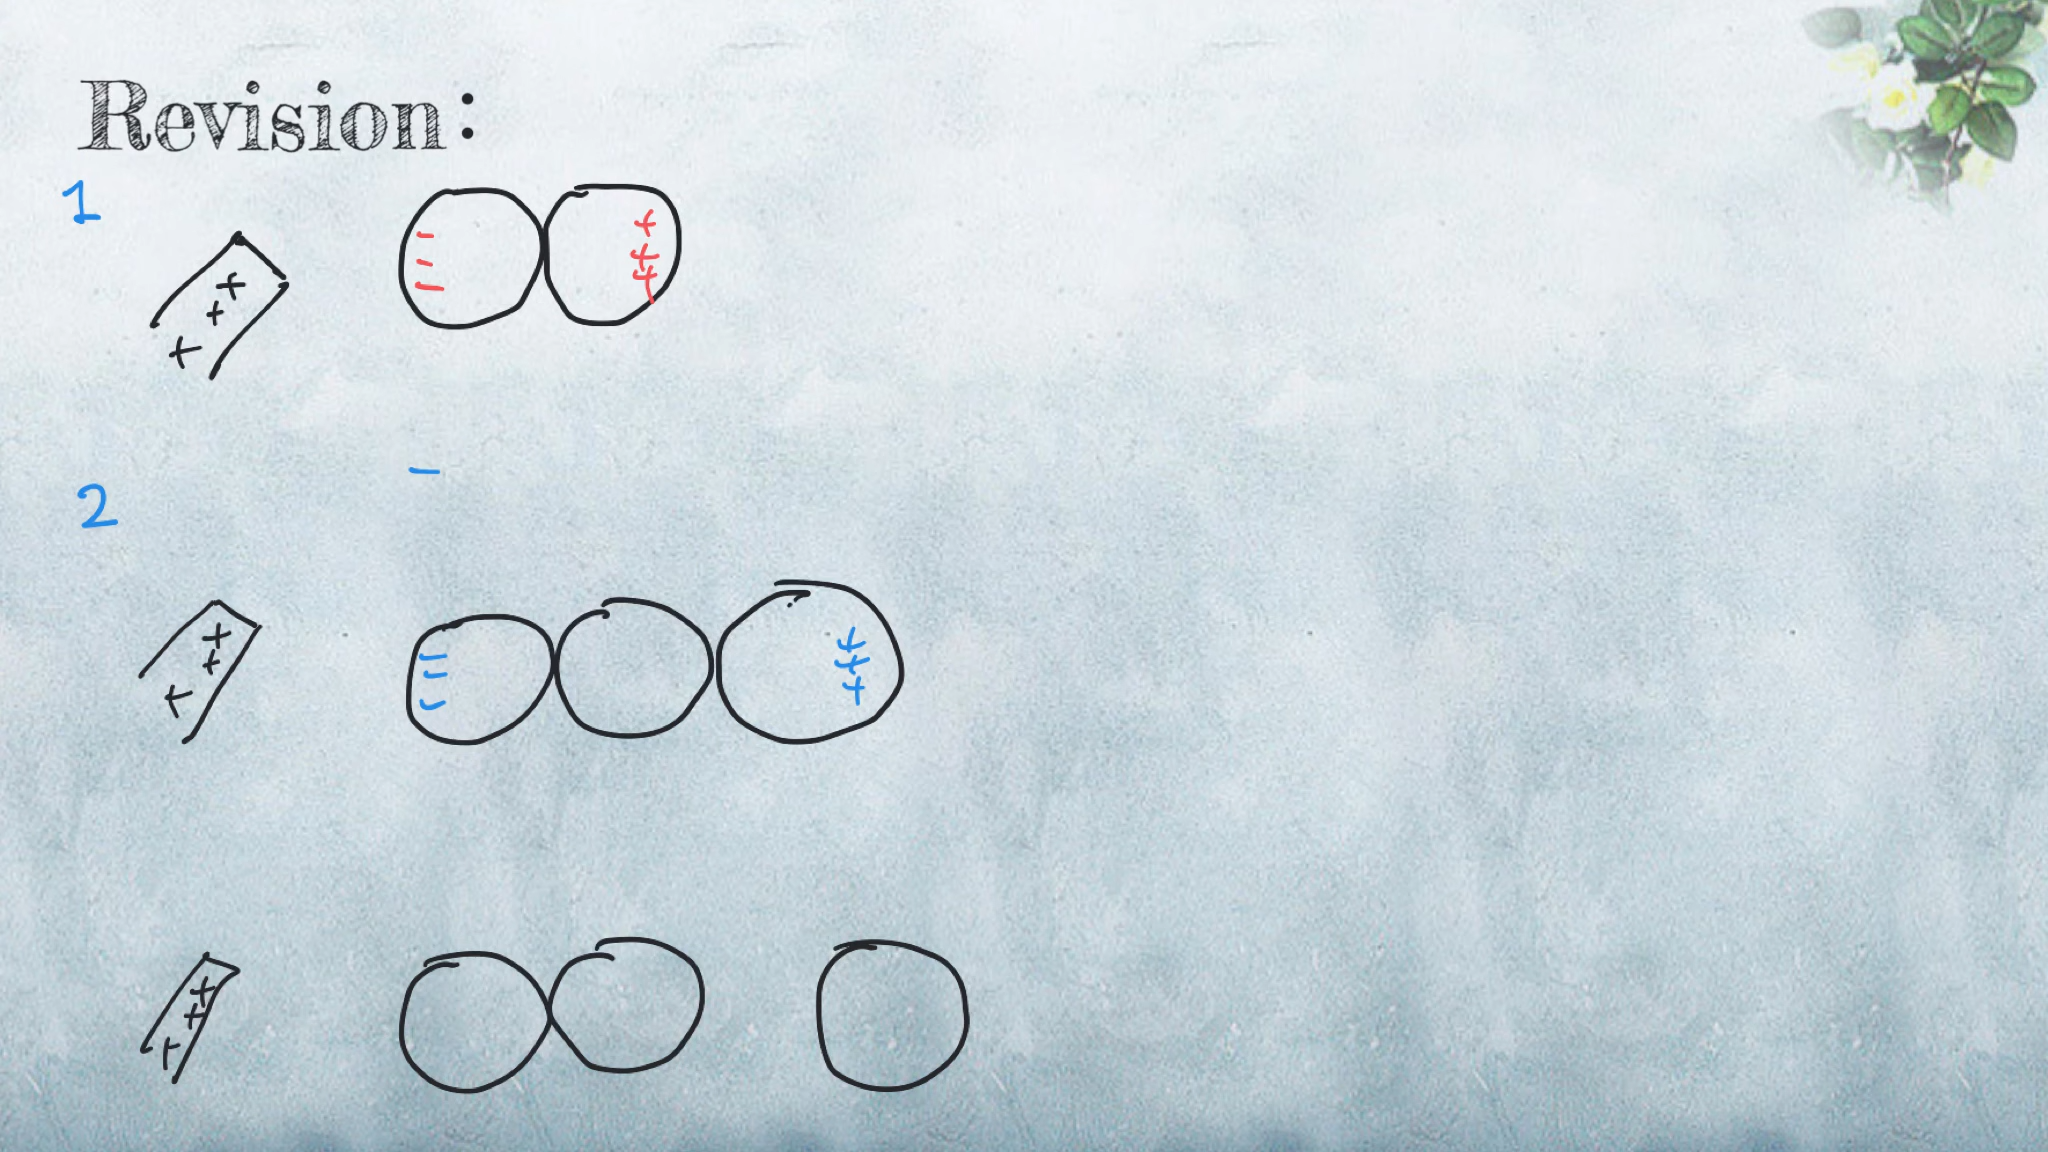 Revision:
1
+ + +
- - -
+ + +
-
2
+ + +
- - -
+ + +
+ + +